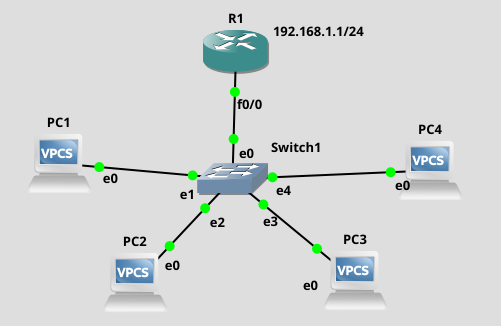 R1
192.168.1.1/24
f0/0
PC1
VPCS
e0
e0
Switch1
PC4
VPCS
e0
e1
e4
e2
e3
PC2
VPCS
e0
PC3
VPCS
e0